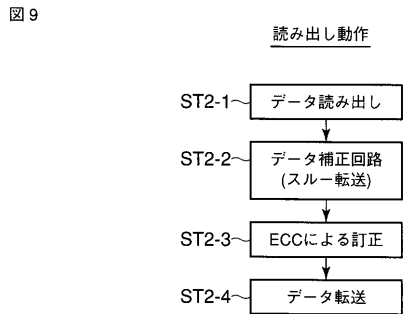 図9
読み出し動作
ST2-1 データ読み出し
ST2-2 データ補正回路
(スルー転送)
ST2-3 ECCによる訂正
ST2-4 データ転送